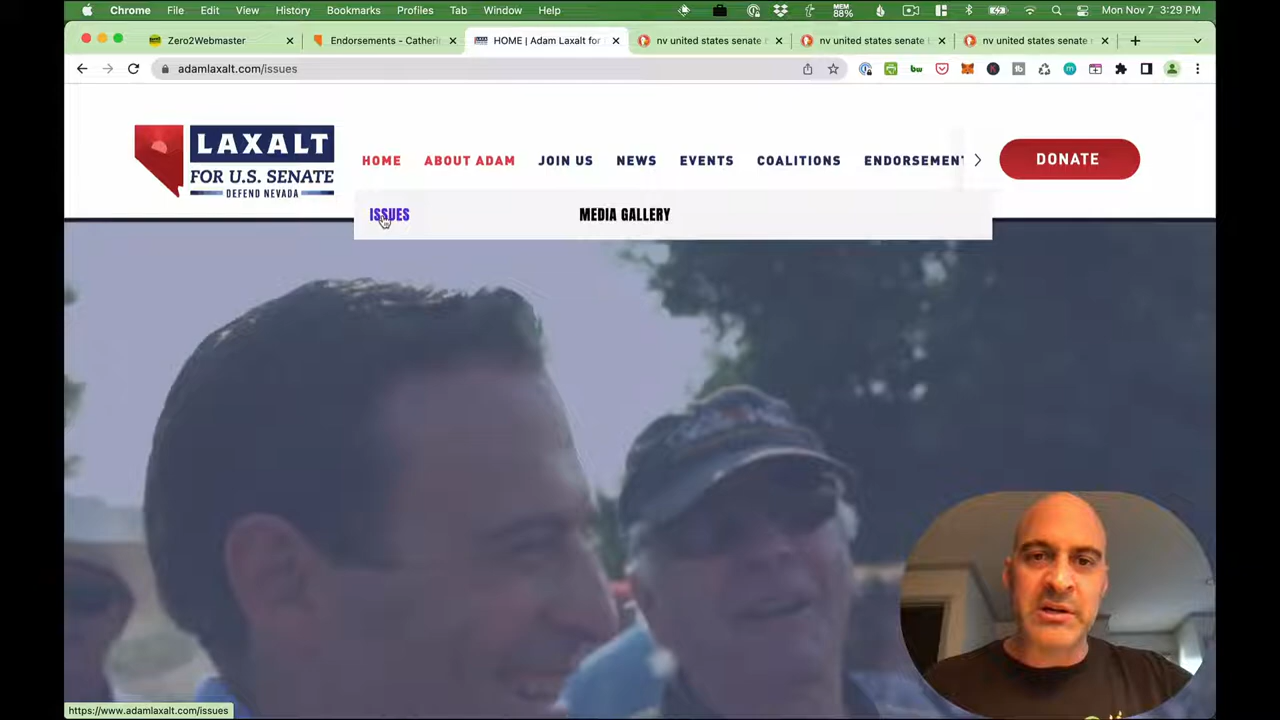 Chrome File Edit View History Bookmarks Profiles Tab Window Help MEM 88% Mon Nov 7 3:29 PM
Zero2Webmaster Endorsements - Catheri HOME | Adam Laxalt for nv united states senate nv united states senate nv united states senate
adamlaxalt.com/issues
LAXALT
FOR U.S. SENATE
DEFEND NEVADA
HOME ABOUT ADAM JOIN US NEWS EVENTS COALITIONS ENDORSEMENT DONATE
ISSUES MEDIA GALLERY
https://www.adamlaxalt.com/issues